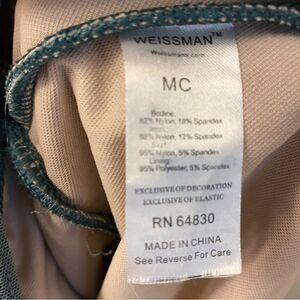 WEISSMAN™
Weissmans.com
MC
Bodice:
82% Nylon, 18% Spandex
88% Nylon, 12% Spandex
Skirt:
95% Nylon, 5% Spandex
Lining:
95% Polyester, 5% Spandex
EXCLUSIVE OF DECORATION
EXCLUSIVE OF ELASTIC
RN 64830
MADE IN CHINA
See Reverse For Care